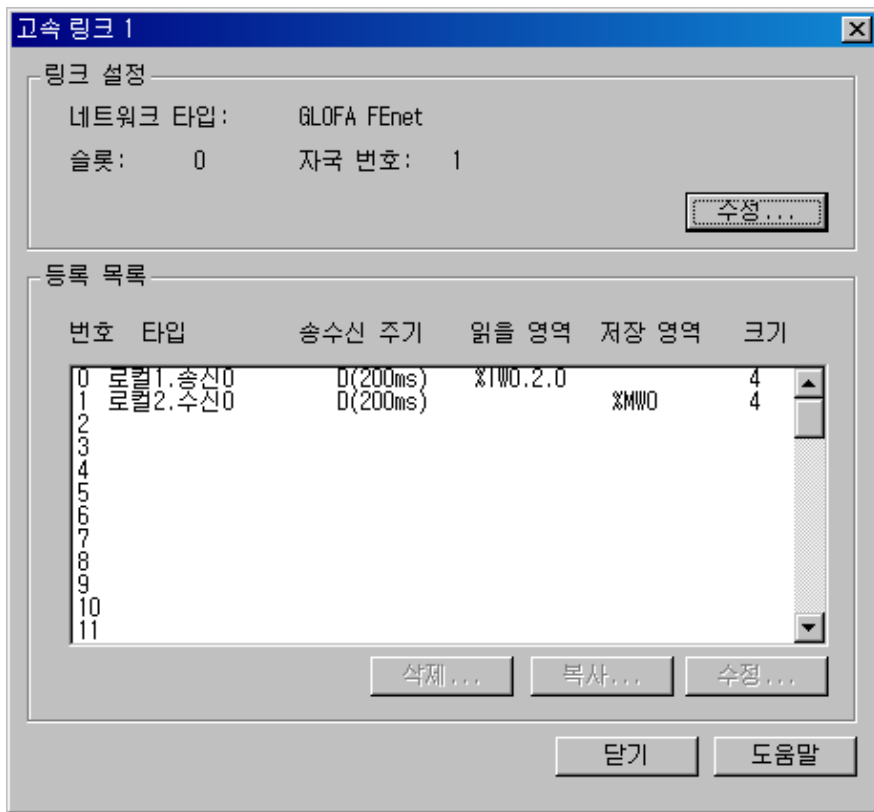 고속 링크 1
링크 설정
네트워크 타입: GLOFA FEnet
슬롯: 0 자국 번호: 1
수정...
등록 목록
번호 타입 송수신 주기 읽을 영역 저장 영역 크기
0 로컬1.송신0 D(200ms) %IW0.2.0 4
1 로컬2.수신0 D(200ms) %MW0 4
2
3
4
5
6
7
8
9
10
11
삭제... 복사... 수정...
닫기 도움말